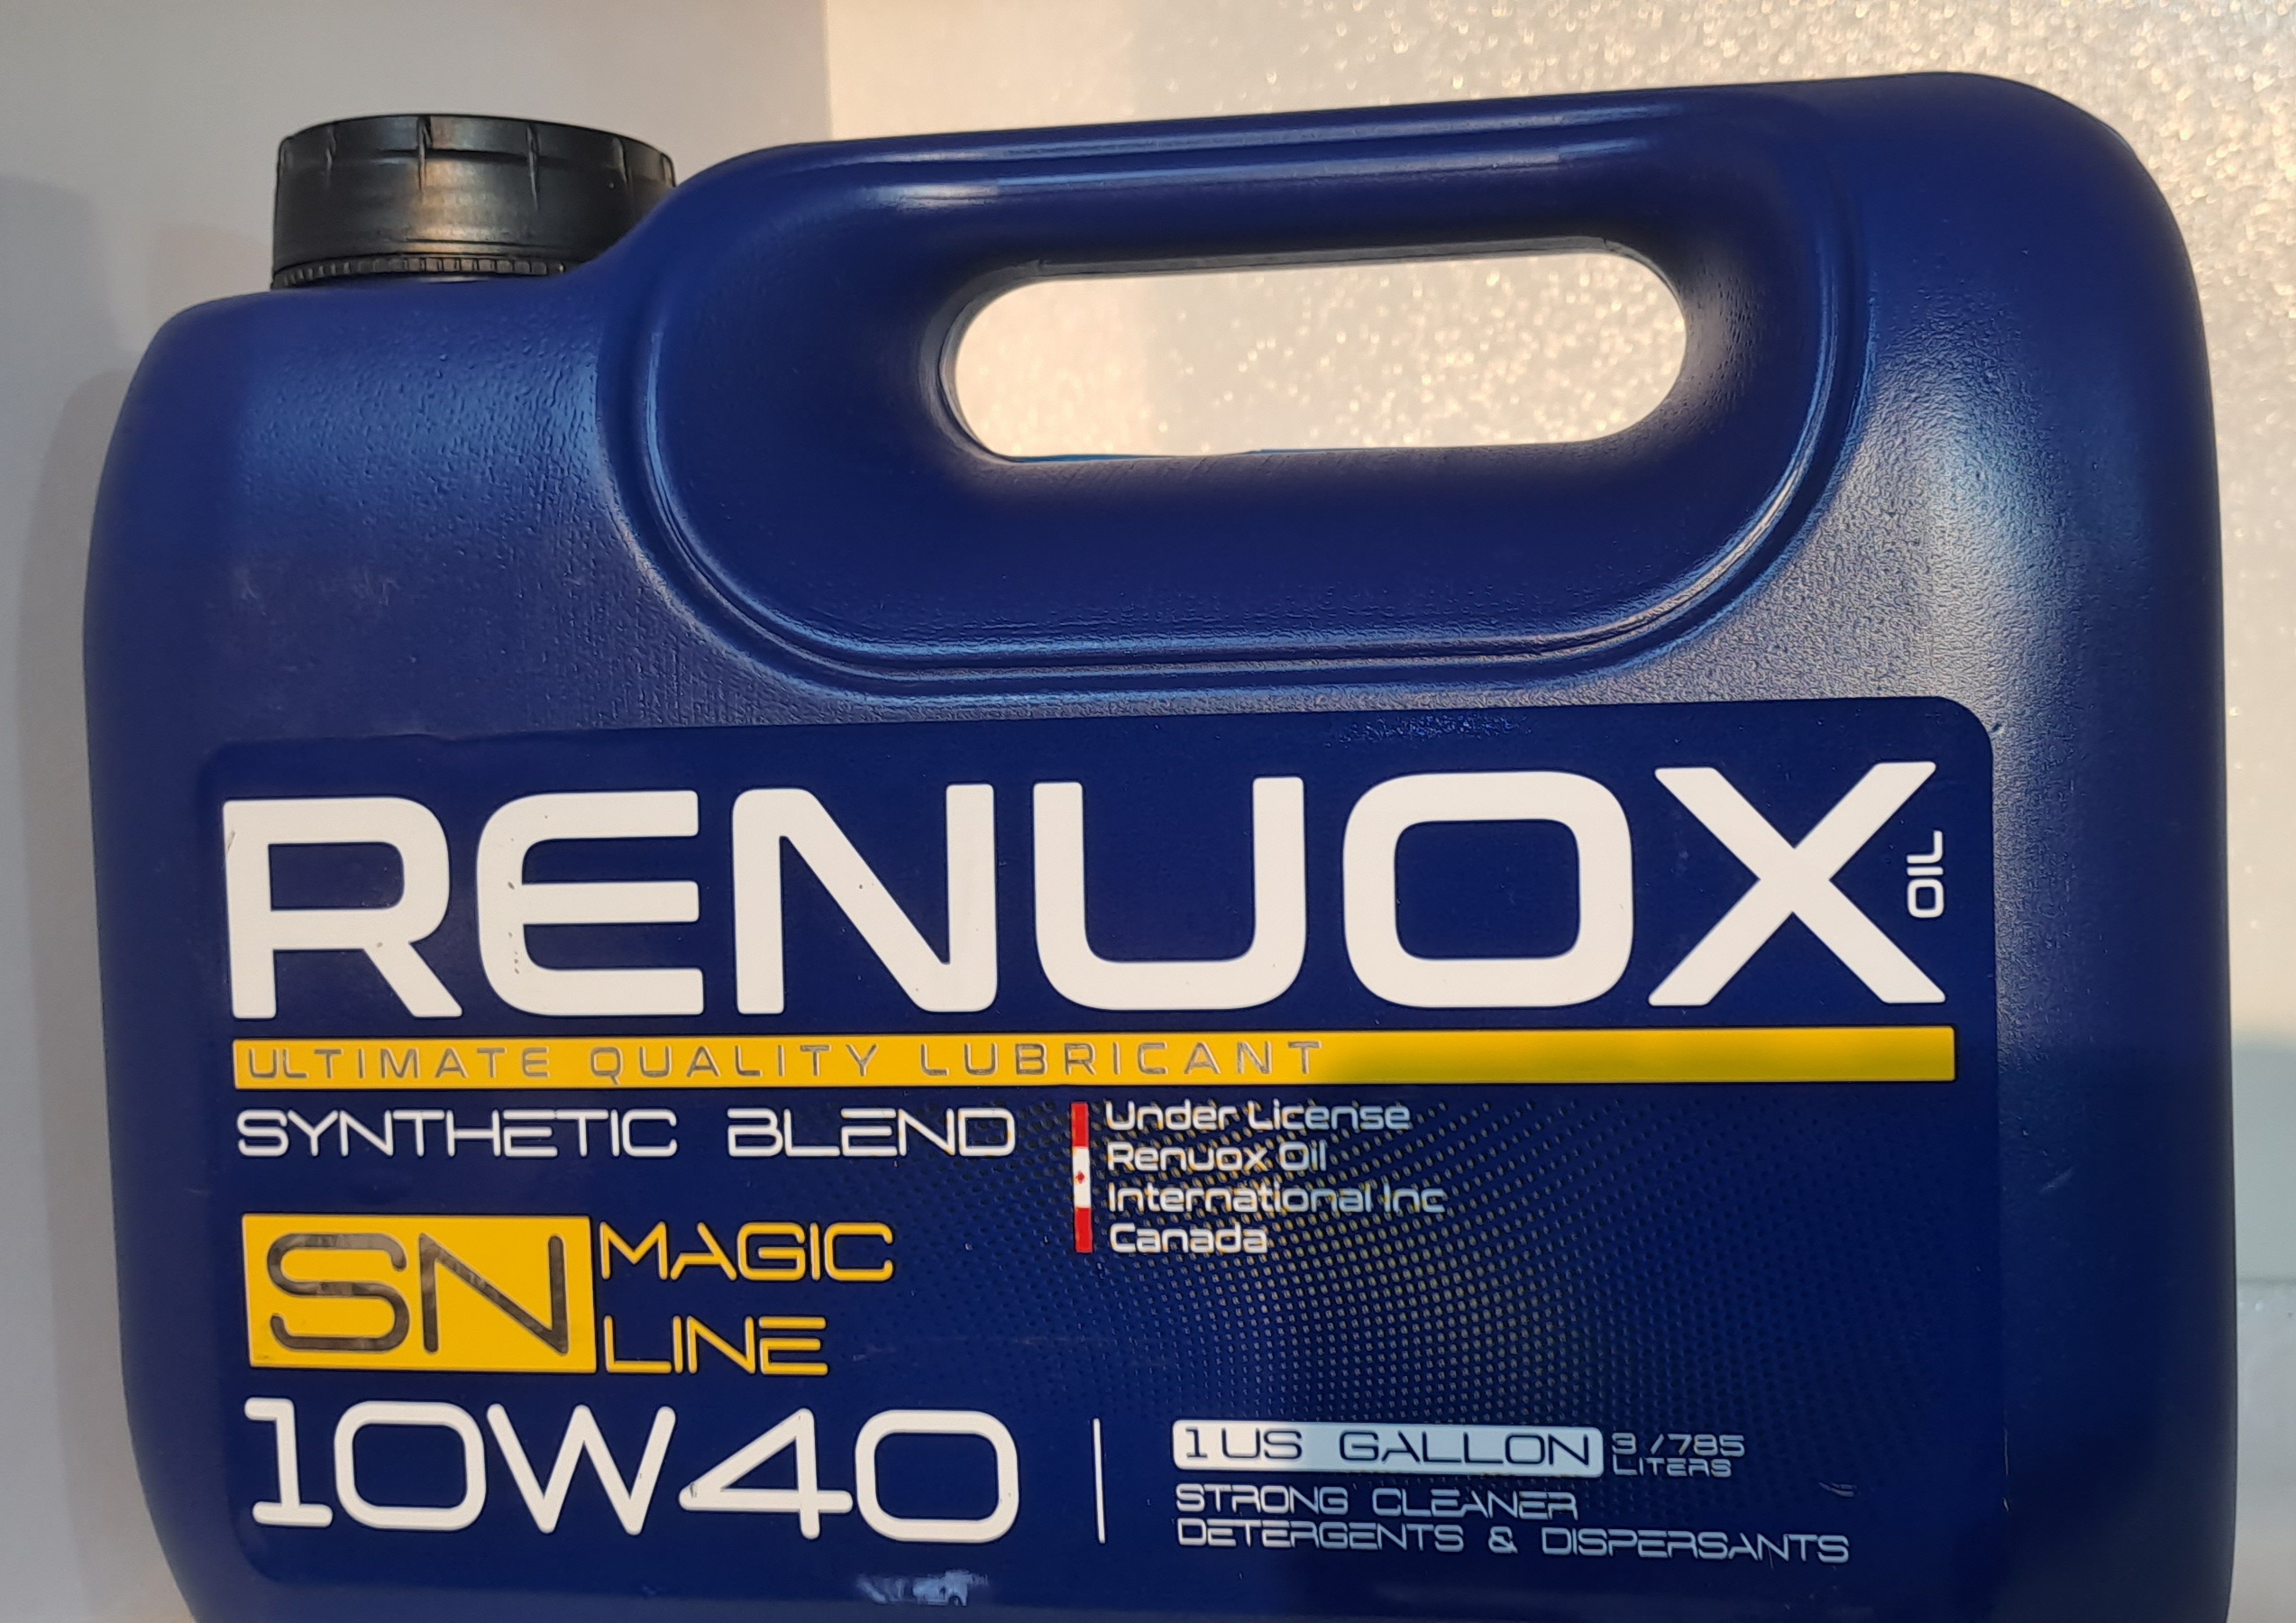 RENUOX
OIL
ULTIMATE QUALITY LUBRICANT
SYNTHETIC BLEND
Under License
Renuox Oil
International Inc
Canada
SN
MAGIC
LINE
10W40
1 US GALLON
3/785
LITERS
STRONG CLEANER
DETERGENTS & DISPERSANTS